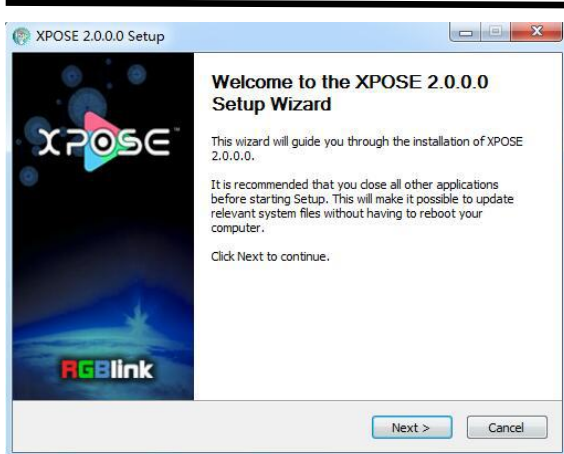 XPOSE 2.0.0.0 Setup
XPOSE
RGBlink
Welcome to the XPOSE 2.0.0.0
Setup Wizard
This wizard will guide you through the installation of XPOSE
2.0.0.0.
It is recommended that you close all other applications
before starting Setup. This will make it possible to update
relevant system files without having to reboot your
computer.
Click Next to continue.
Next >
Cancel